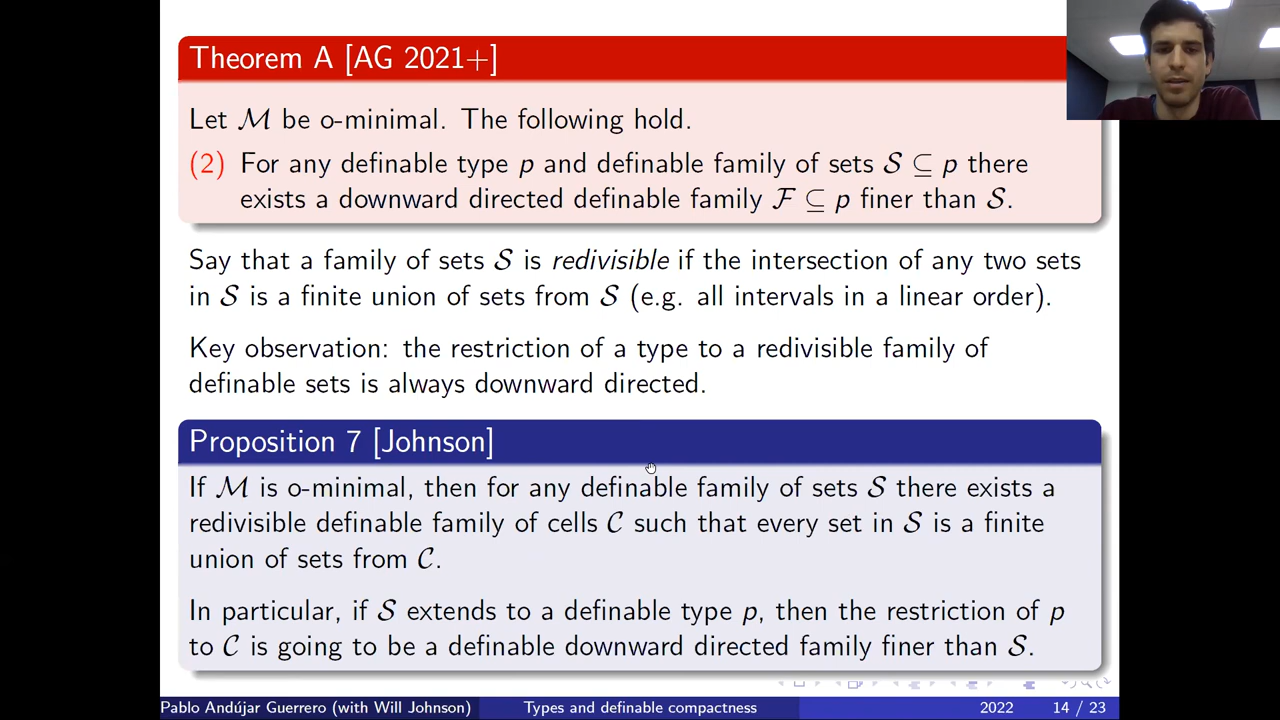 Theorem A [AG 2021+]
Let ℳ be o-minimal. The following hold.
(2) For any definable type p and definable family of sets 𝒮 ⊆ p there
exists a downward directed definable family ℱ ⊆ p finer than 𝒮.
Say that a family of sets 𝒮 is redivisible if the intersection of any two sets
in 𝒮 is a finite union of sets from 𝒮 (e.g. all intervals in a linear order).
Key observation: the restriction of a type to a redivisible family of
definable sets is always downward directed.
Proposition 7 [Johnson]
If ℳ is o-minimal, then for any definable family of sets 𝒮 there exists a
redivisible definable family of cells 𝒞 such that every set in 𝒮 is a finite
union of sets from 𝒞.
In particular, if 𝒮 extends to a definable type p, then the restriction of p
to 𝒞 is going to be a definable downward directed family finer than 𝒮.
Pablo Andújar Guerrero (with Will Johnson) Types and definable compactness 2022 14 / 23